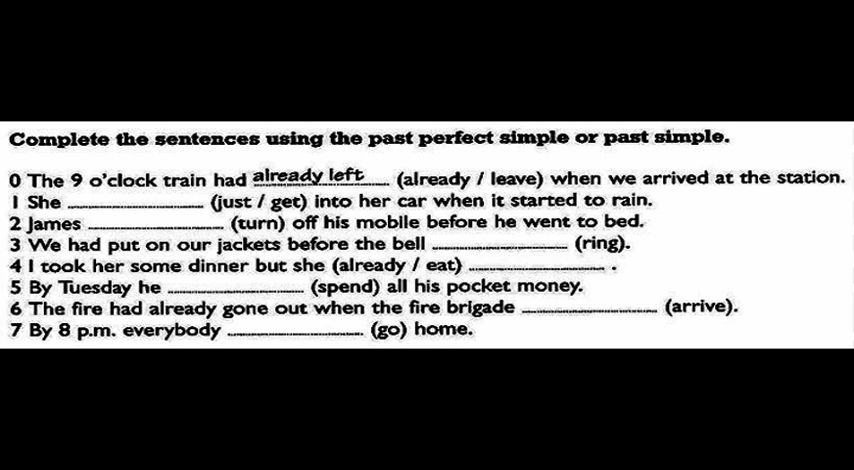 Complete the sentences using the past perfect simple or past simple.
0 The 9 o'clock train had already left ........ (already / leave) when we arrived at the station.
1 She ........................ (just / get) into her car when it started to rain.
2 James ........................ (turn) off his mobile before he went to bed.
3 We had put on our jackets before the bell ........................ (ring).
4 I took her some dinner but she (already / eat) ........................ .
5 By Tuesday he ........................ (spend) all his pocket money.
6 The fire had already gone out when the fire brigade ........................ (arrive).
7 By 8 p.m. everybody ........................ (go) home.